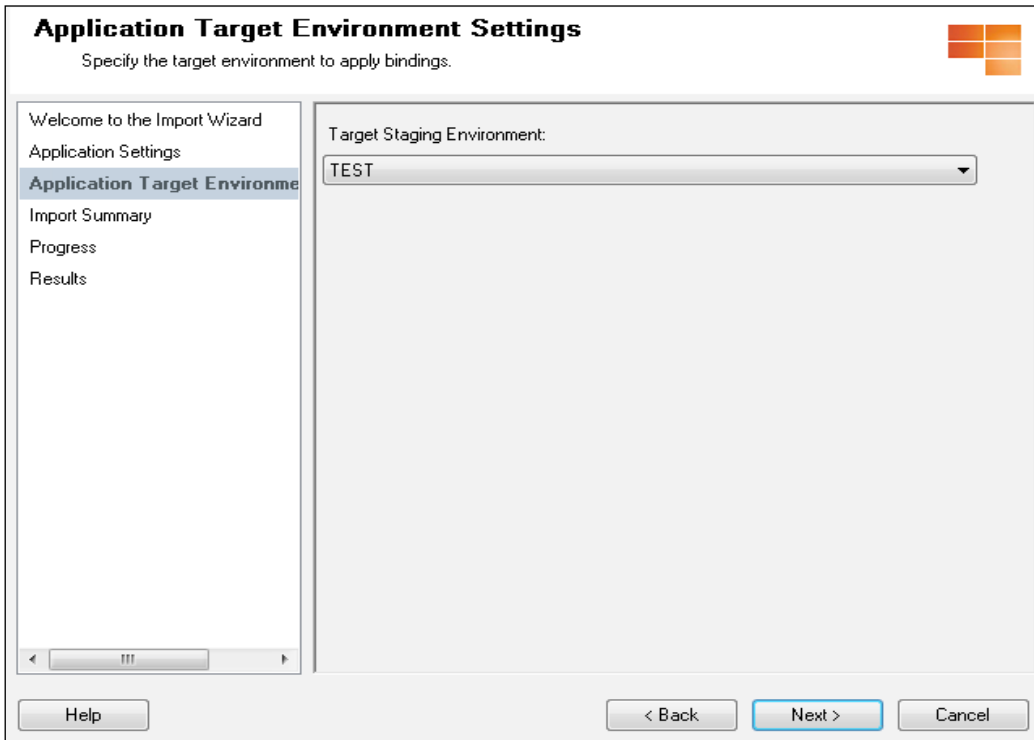 Application Target Environment Settings
Specify the target environment to apply bindings.
Welcome to the Import Wizard
Application Settings
Application Target Environme
Import Summary
Progress
Results
Target Staging Environment:
TEST
Help
< Back
Next >
Cancel